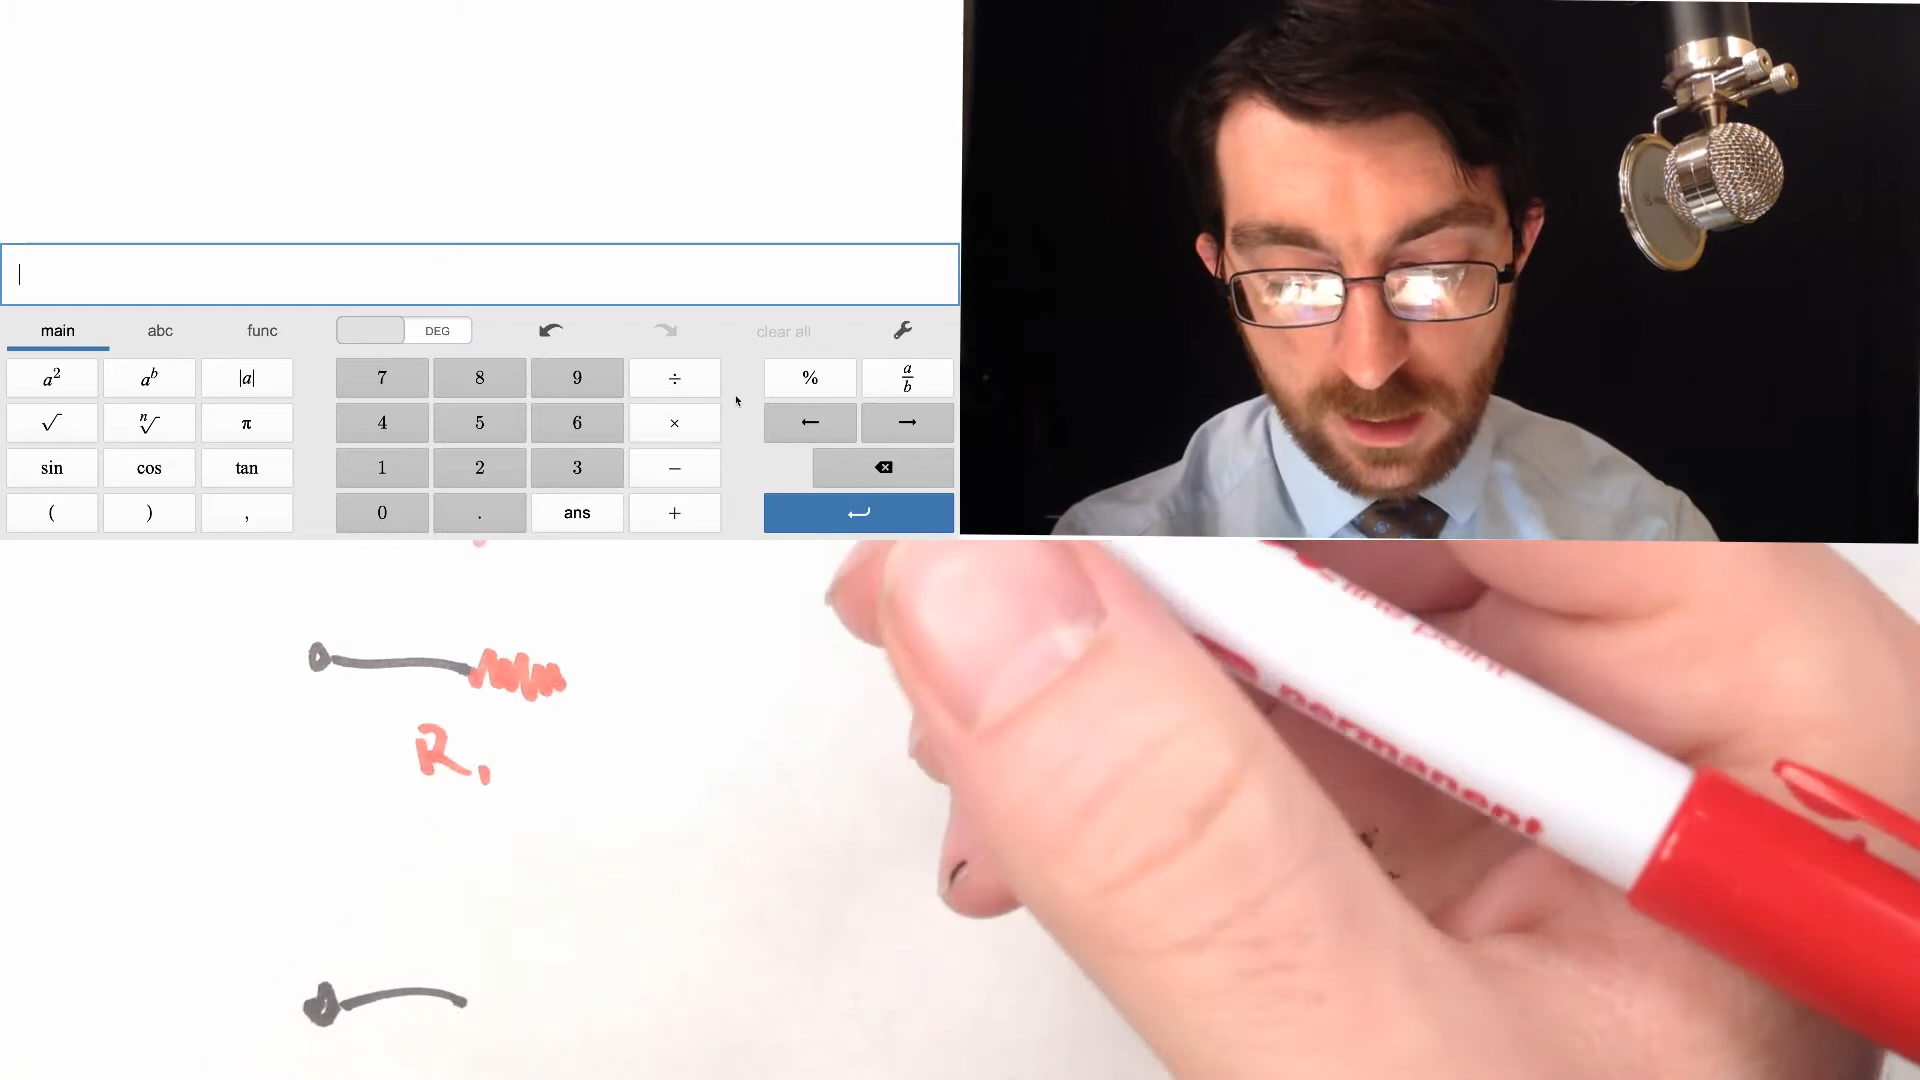 main abc func DEG clear all
a² aᵇ |a| 7 8 9 ÷ % a/b
√ ⁿ√ π 4 5 6 × ← →
sin cos tan 1 2 3 −
( ) , 0 . ans +
point
permanent
R₁